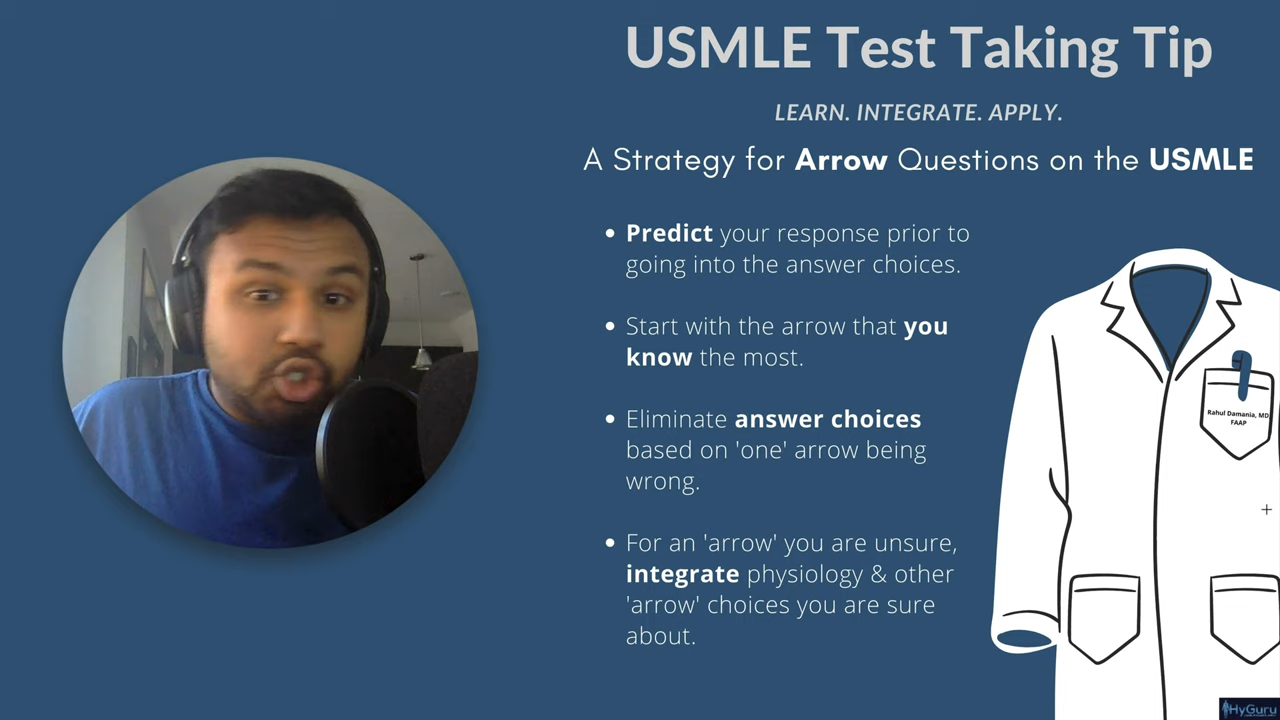 USMLE Test Taking Tip
LEARN. INTEGRATE. APPLY.
A Strategy for Arrow Questions on the USMLE
• Predict your response prior to
going into the answer choices.
• Start with the arrow that you
know the most.
• Eliminate answer choices
based on 'one' arrow being
wrong.
• For an 'arrow' you are unsure,
integrate physiology & other
'arrow' choices you are sure
about.
Rahul Damania, MD
FAAP
HyGuru